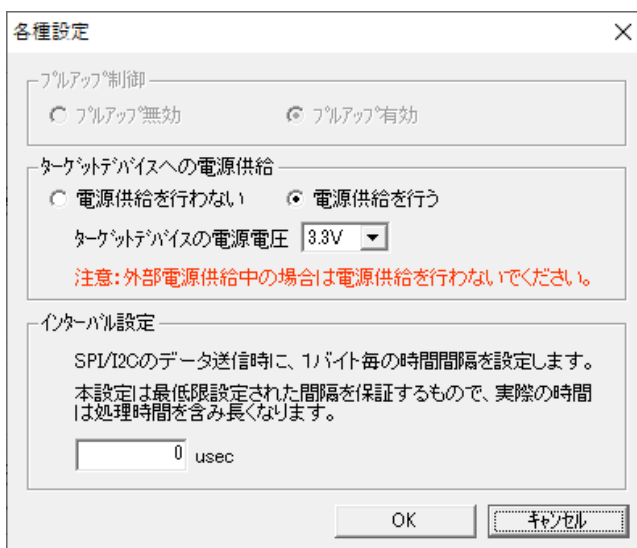 各種設定
ﾌﾟﾙｱｯﾌﾟ制御
ﾌﾟﾙｱｯﾌﾟ無効
ﾌﾟﾙｱｯﾌﾟ有効
ﾀｰｹﾞｯﾄﾃﾞﾊﾞｲｽへの電源供給
電源供給を行わない
電源供給を行う
ﾀｰｹﾞｯﾄﾃﾞﾊﾞｲｽの電源電圧 3.3V
注意:外部電源供給中の場合は電源供給を行わないでください。
ｲﾝﾀｰﾊﾞﾙ設定
SPI/I2Cのデータ送信時に、1バイト毎の時間間隔を設定します。
本設定は最低限設定された間隔を保証するもので、実際の時間
は処理時間を含み長くなります。
0 usec
OK
ｷｬﾝｾﾙ